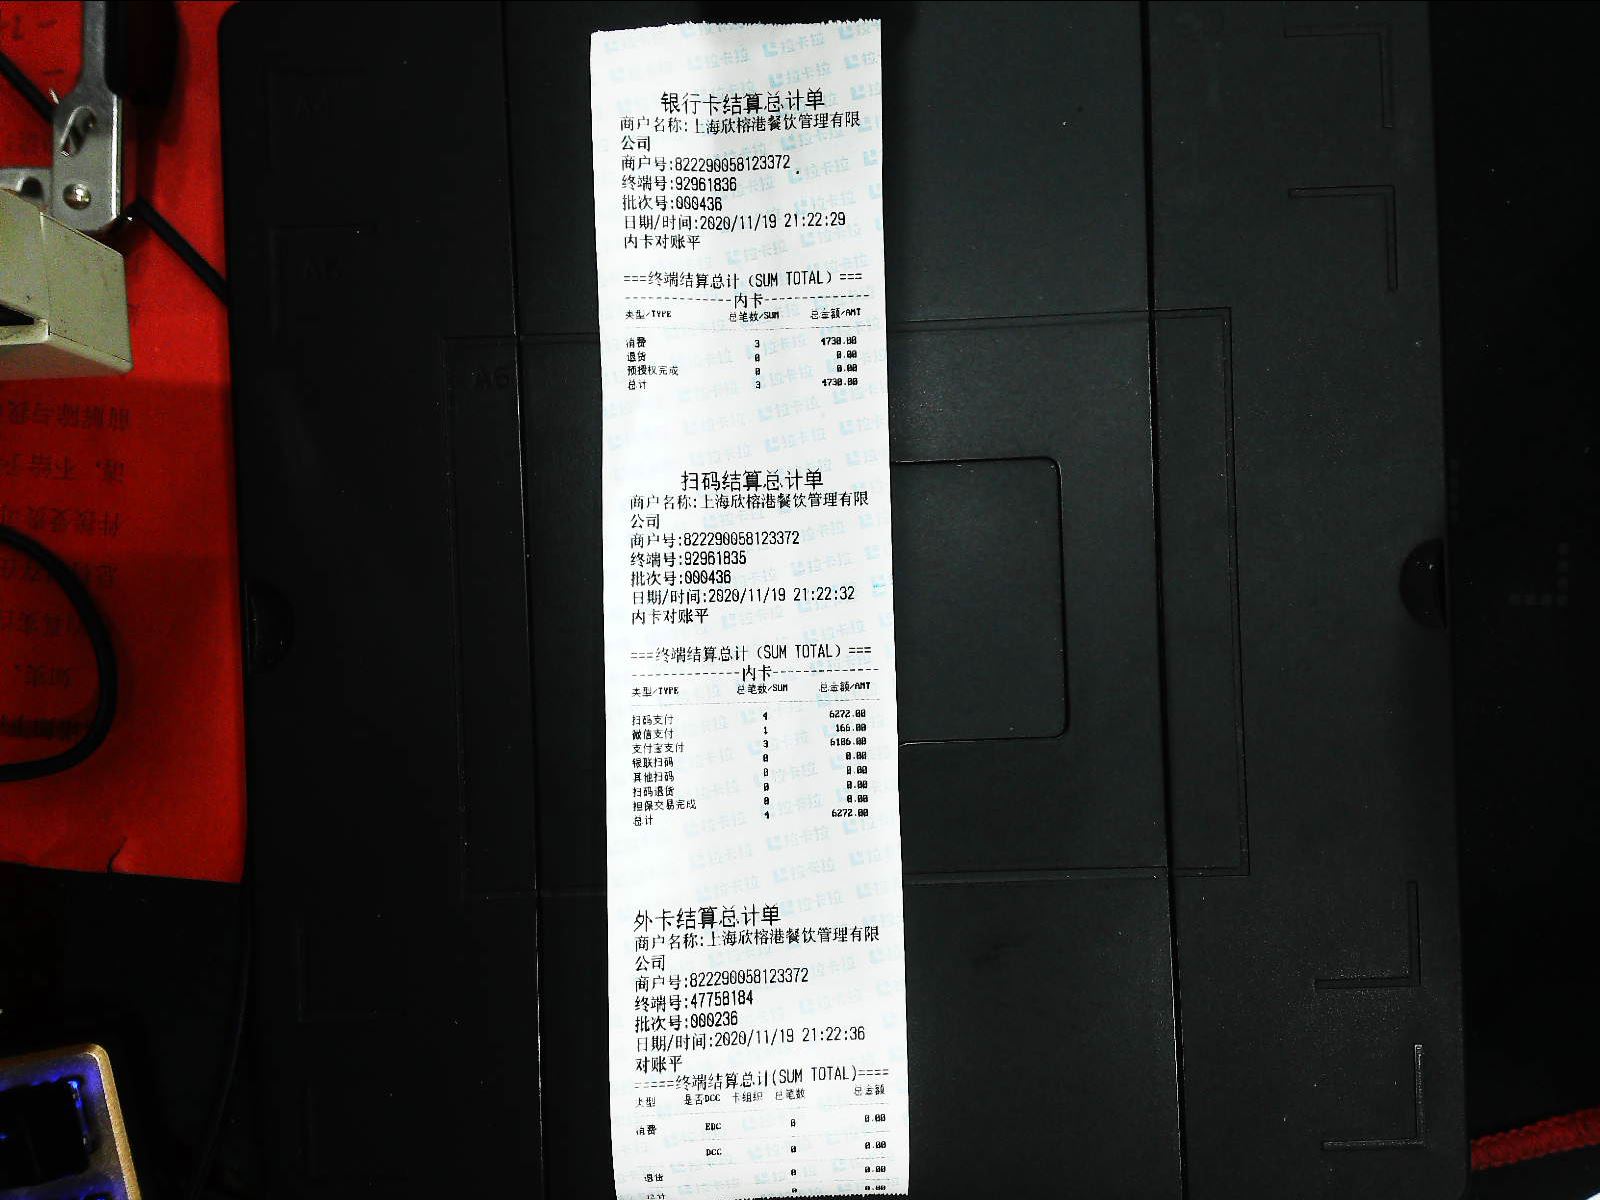 银行卡结算总计单
商户名称:上海欣榕港餐饮管理有限
公司
商户号:822290058123372
终端号:92961836
批次号:000436
日期/时间:2020/11/19 21:22:29
内卡对账平
===终端结算总计(SUM TOTAL)===
--------------内卡--------------
类型/TYPE 总笔数/SUM 总金额/AMT
消费 3 4730.00
退货 0 0.00
预授权完成 0 0.00
总计 3 4730.00
扫码结算总计单
商户名称:上海欣榕港餐饮管理有限
公司
商户号:822290058123372
终端号:92961835
批次号:000436
日期/时间:2020/11/19 21:22:32
内卡对账平
===终端结算总计(SUM TOTAL)===
--------------内卡--------------
类型/TYPE 总笔数/SUM 总金额/AMT
扫码支付 4 6272.00
微信支付 1 166.00
支付宝支付 3 6106.00
银联扫码 0 0.00
其他扫码 0 0.00
扫码退货 0 0.00
担保交易完成 0 0.00
总计 4 6272.00
外卡结算总计单
商户名称:上海欣榕港餐饮管理有限
公司
商户号:822290058123372
终端号:47758184
批次号:000236
日期/时间:2020/11/19 21:22:36
对账平
=====终端结算总计(SUM TOTAL)====
类型 是否DCC 卡组织 总笔数 总金额
消费 EDC 0 0.00
DCC 0 0.00
退货 0 0.00
总计 0 0.00
拉卡拉
A6